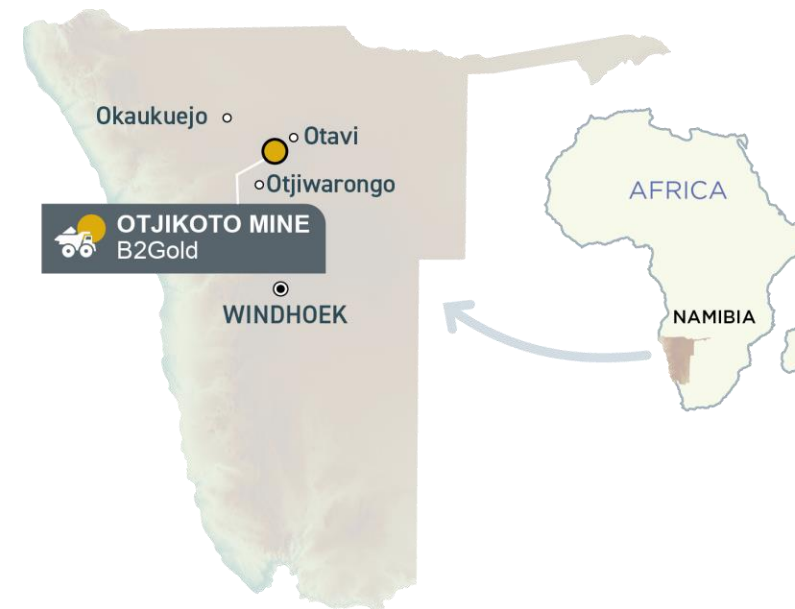 Okaukuejo
Otavi
Otjiwarongo
OTJIKOTO MINE
B2Gold
WINDHOEK
AFRICA
NAMIBIA